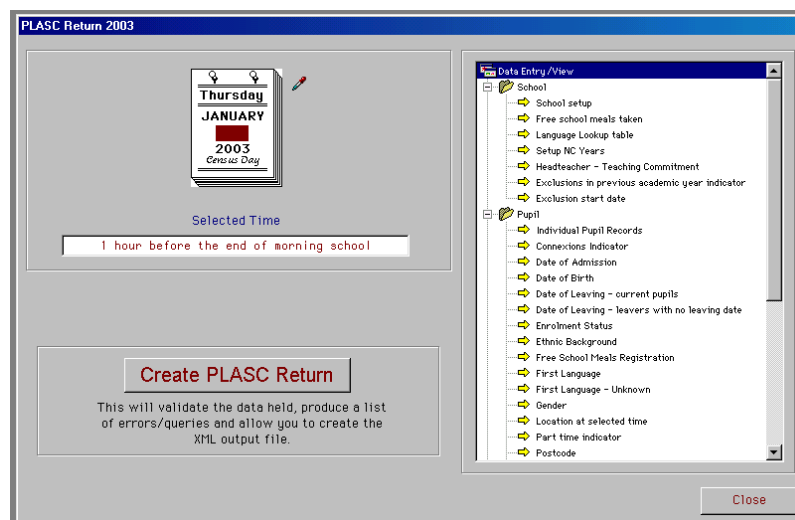 PLASC Return 2003
Thursday
JANUARY
2003
Census Day
Selected Time
1 hour before the end of morning school
Create PLASC Return
This will validate the data held, produce a list
of errors/queries and allow you to create the
XML output file.
Data Entry/View
School
School setup
Free school meals taken
Language Lookup table
Setup NC Years
Headteacher - Teaching Commitment
Exclusions in previous academic year indicator
Exclusion start date
Pupil
Individual Pupil Records
Connexions Indicator
Date of Admission
Date of Birth
Date of Leaving - current pupils
Date of Leaving - leavers with no leaving date
Enrolment Status
Ethnic Background
Free School Meals Registration
First Language
First Language - Unknown
Gender
Location at selected time
Part time indicator
Postcode
Close